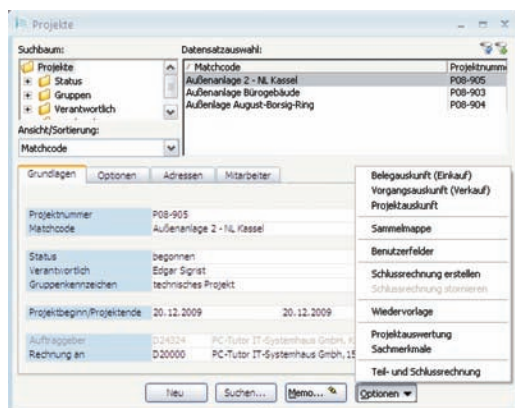 Projekte
Suchbaum:
Datensatzauswahl:
Projekte
Status
Gruppen
Verantwortlich
Matchcode
Projektnumm
Außenanlage 2 - NL Kassel
P08-905
Außenanlage Bürogebäude
P08-903
Außenlage August-Borsig-Ring
P08-904
Ansicht/Sortierung:
Matchcode
Grundlagen
Optionen
Adressen
Mitarbeiter
Projektnummer
P08-905
Matchcode
Außenanlage 2 - NL Kassel
Status
begonnen
Verantwortlich
Edgar Sigrist
Gruppenkennzeichen
technisches Projekt
Projektbeginn/Projektende
20.12.2009
20.12.2009
Auftraggeber
D24324
PC-Tutor IT-Systemhaus GmbH,
Rechnung an
D20000
PC-Tutor IT-Systemhaus Gmbh, 15
Belegauskunft (Einkauf)
Vorgangsauskunft (Verkauf)
Projektauskunft
Sammelmappe
Benutzerfelder
Schlussrechnung erstellen
Schlussrechnung stornieren
Wiedervorlage
Projektauswertung
Sachmerkmale
Teil- und Schlussrechnung
Neu
Suchen...
Memo...
Optionen